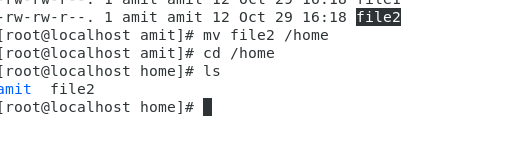 -rw-rw-r--. 1 amit amit 12 Oct 29 16:18 file1
-rw-rw-r--. 1 amit amit 12 Oct 29 16:18 file2
[root@localhost amit]# mv file2 /home
[root@localhost amit]# cd /home
[root@localhost home]# ls
amit  file2
[root@localhost home]#